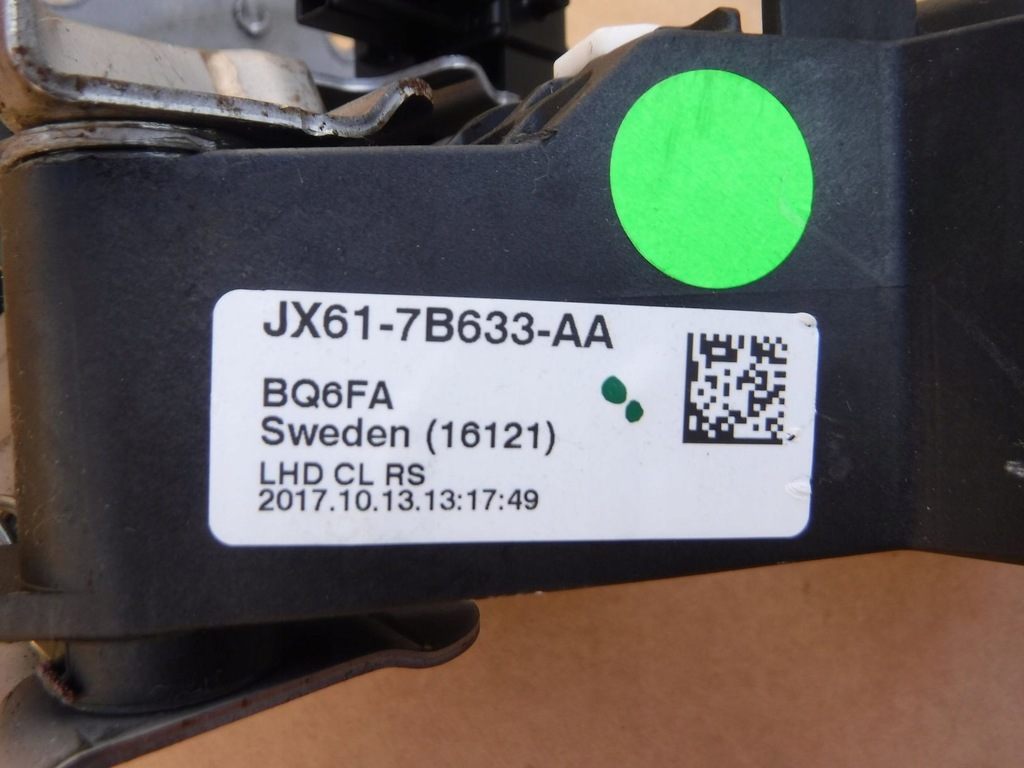 JX61-7B633-AA
BQ6FA
Sweden (16121)
LHD CL RS
2017.10.13.13:17:49